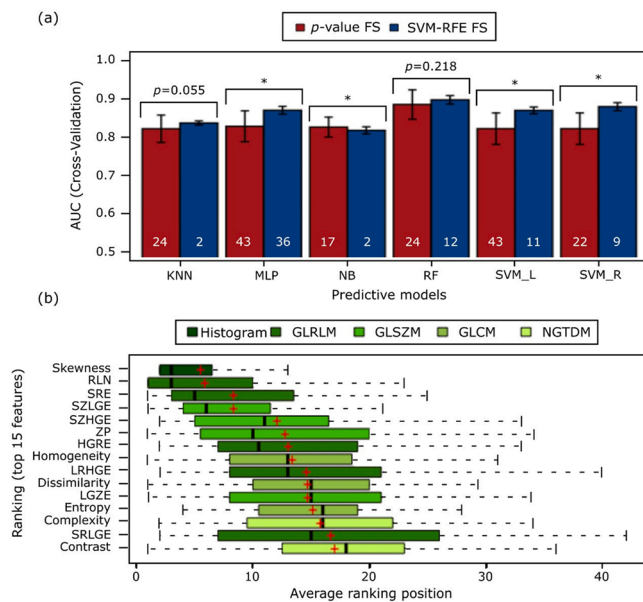 (a)
p-value FS SVM-RFE FS
AUC (Cross-Validation)
1.0
0.9
0.8
0.7
0.6
0.5
p=0.055
*
*
p=0.218
*
*
24 2 43 36 17 2 24 12 43 11 22 9
KNN MLP NB RF SVM_L SVM_R
Predictive models
(b)
Histogram GLRLM GLSZM GLCM NGTDM
Ranking (top 15 features)
Skewness
RLN
SRE
SZLGE
SZHGE
ZP
HGRE
Homogeneity
LRHGE
Dissimilarity
LGZE
Entropy
Complexity
SRLGE
Contrast
0 10 20 30 40
Average ranking position